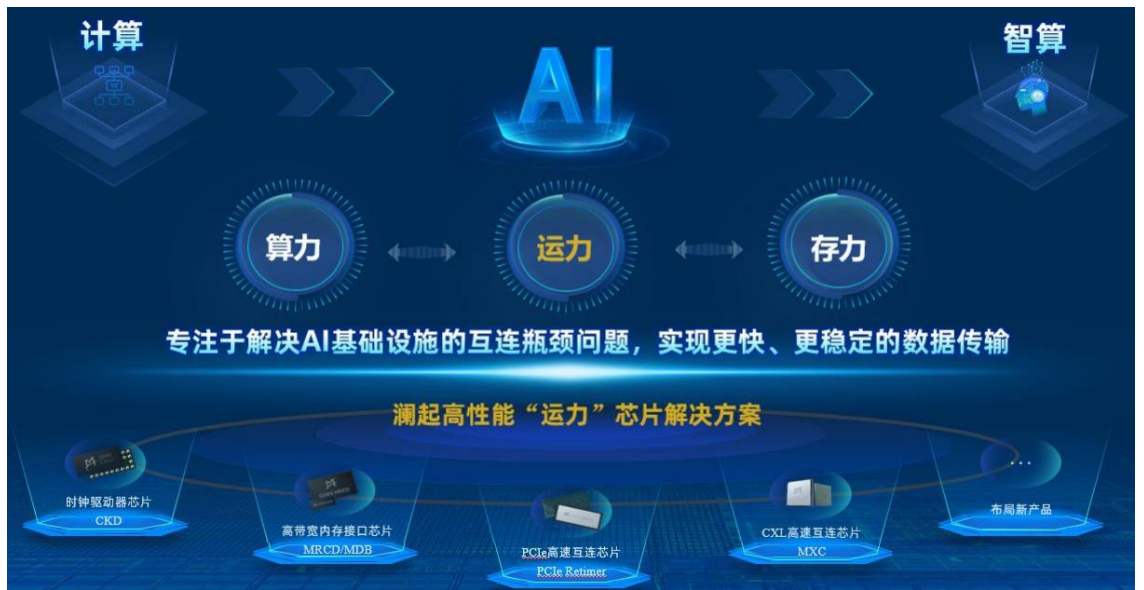 计算
AI
智算
算力
运力
存力
专注于解决AI基础设施的互连瓶颈问题，实现更快、更稳定的数据传输
澜起高性能“运力”芯片解决方案
时钟驱动器芯片
CKD
高带宽内存接口芯片
MRCD/MDB
PCIe高速互连芯片
PCIe Retimer
CXL高速互连芯片
MXC
...
布局新产品